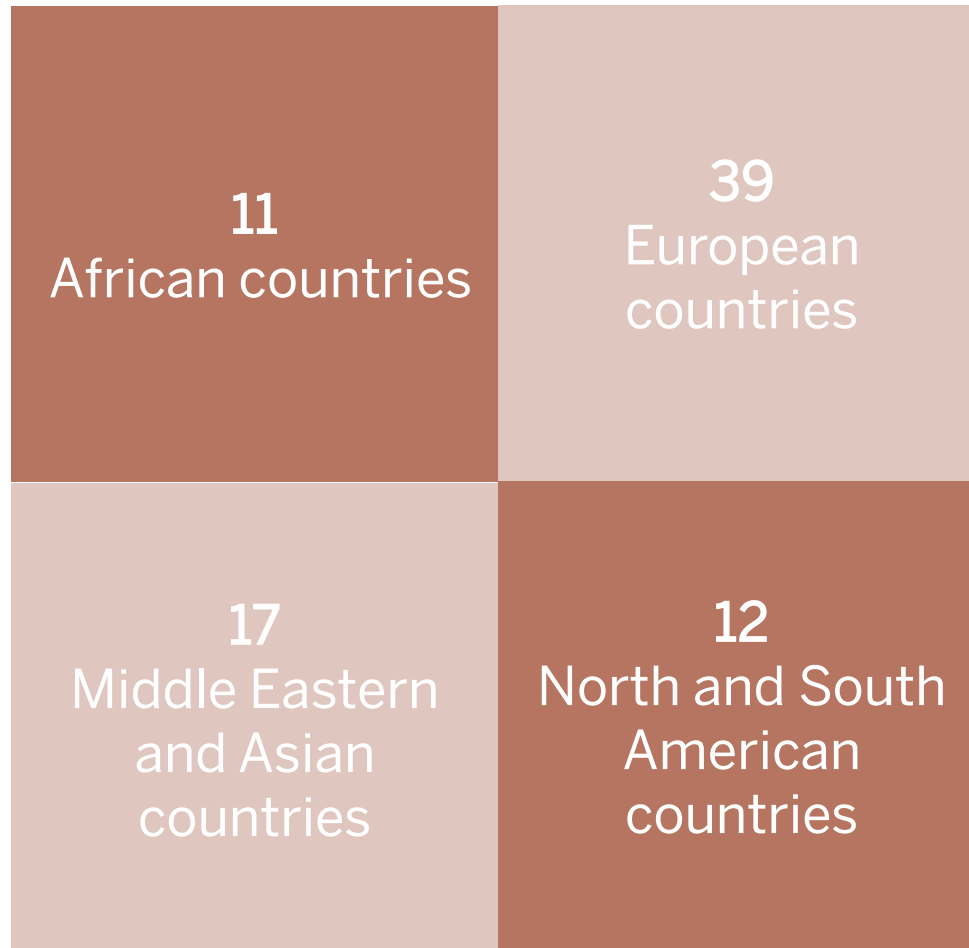 11
African countries
39
European
countries
17
Middle Eastern
and Asian
countries
12
North and South
American
countries